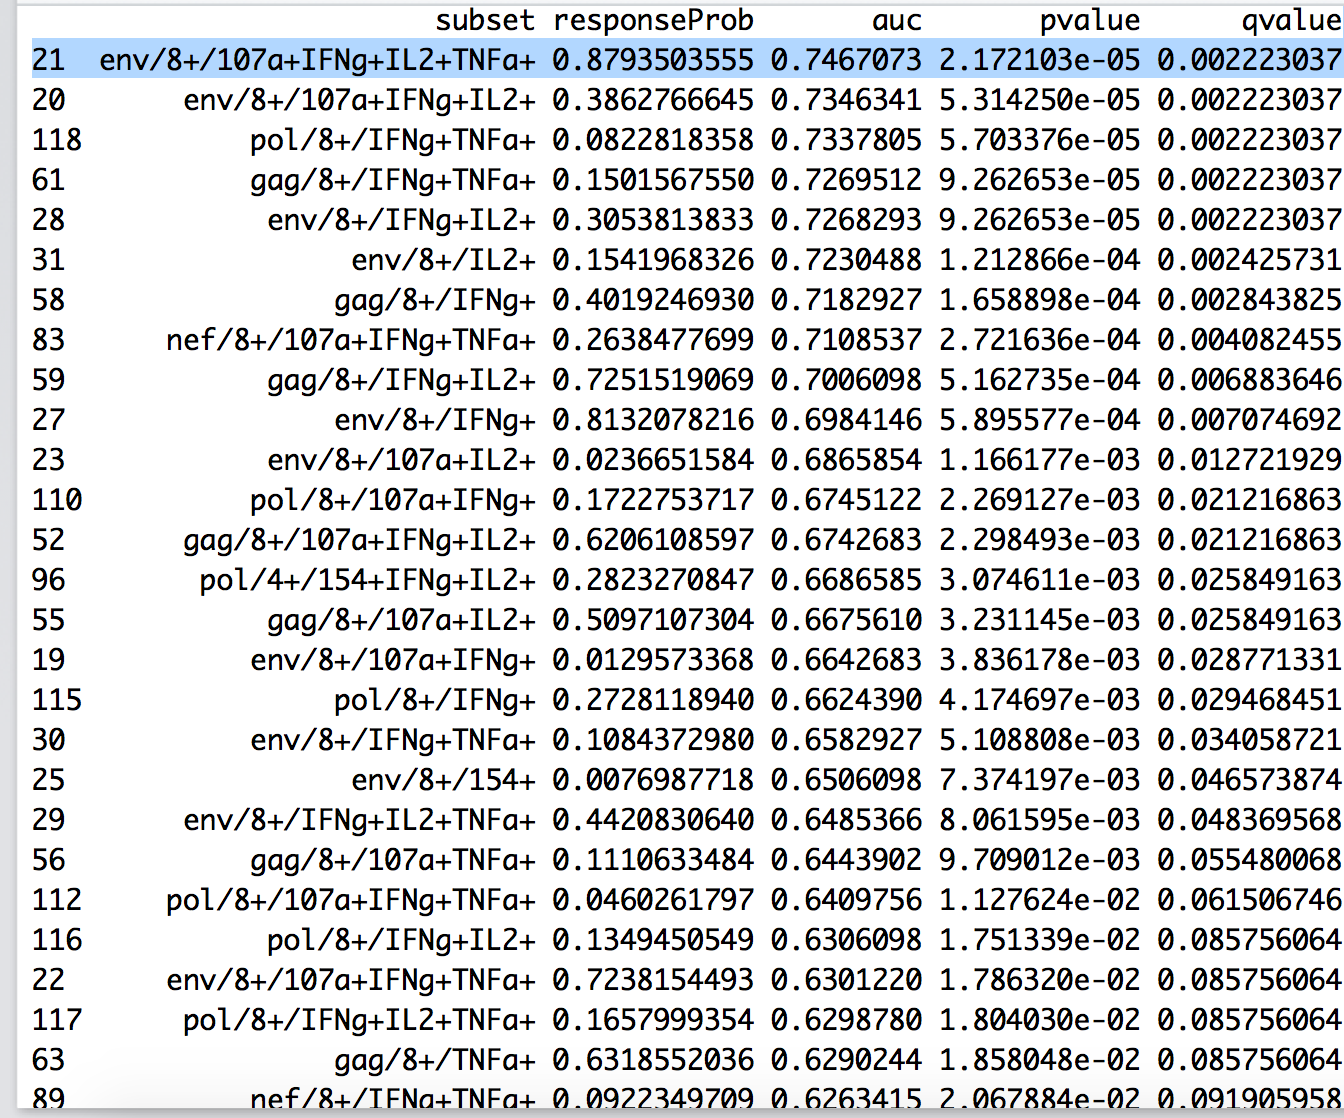 subset responseProb auc pvalue qvalue
21 env/8+/107a+IFNg+IL2+TNFa+ 0.8793503555 0.7467073 2.172103e-05 0.002223037
20 env/8+/107a+IFNg+IL2+ 0.3862766645 0.7346341 5.314250e-05 0.002223037
118 pol/8+/IFNg+TNFa+ 0.0822818358 0.7337805 5.703376e-05 0.002223037
61 gag/8+/IFNg+TNFa+ 0.1501567550 0.7269512 9.262653e-05 0.002223037
28 env/8+/IFNg+IL2+ 0.3053813833 0.7268293 9.262653e-05 0.002223037
31 env/8+/IL2+ 0.1541968326 0.7230488 1.212866e-04 0.002425731
58 gag/8+/IFNg+ 0.4019246930 0.7182927 1.658898e-04 0.002843825
83 nef/8+/107a+IFNg+TNFa+ 0.2638477699 0.7108537 2.721636e-04 0.004082455
59 gag/8+/IFNg+IL2+ 0.7251519069 0.7006098 5.162735e-04 0.006883646
27 env/8+/IFNg+ 0.8132078216 0.6984146 5.895577e-04 0.007074692
23 env/8+/107a+IL2+ 0.0236651584 0.6865854 1.166177e-03 0.012721929
110 pol/8+/107a+IFNg+ 0.1722753717 0.6745122 2.269127e-03 0.021216863
52 gag/8+/107a+IFNg+IL2+ 0.6206108597 0.6742683 2.298493e-03 0.021216863
96 pol/4+/154+IFNg+IL2+ 0.2823270847 0.6686585 3.074611e-03 0.025849163
55 gag/8+/107a+IL2+ 0.5097107304 0.6675610 3.231145e-03 0.025849163
19 env/8+/107a+IFNg+ 0.0129573368 0.6642683 3.836178e-03 0.028771331
115 pol/8+/IFNg+ 0.2728118940 0.6624390 4.174697e-03 0.029468451
30 env/8+/IFNg+TNFa+ 0.1084372980 0.6582927 5.108808e-03 0.034058721
25 env/8+/154+ 0.0076987718 0.6506098 7.374197e-03 0.046573874
29 env/8+/IFNg+IL2+TNFa+ 0.4420830640 0.6485366 8.061595e-03 0.048369568
56 gag/8+/107a+TNFa+ 0.1110633484 0.6443902 9.709012e-03 0.055480068
112 pol/8+/107a+IFNg+TNFa+ 0.0460261797 0.6409756 1.127624e-02 0.061506746
116 pol/8+/IFNg+IL2+ 0.1349450549 0.6306098 1.751339e-02 0.085756064
22 env/8+/107a+IFNg+TNFa+ 0.7238154493 0.6301220 1.786320e-02 0.085756064
117 pol/8+/IFNg+IL2+TNFa+ 0.1657999354 0.6298780 1.804030e-02 0.085756064
63 gag/8+/TNFa+ 0.6318552036 0.6290244 1.858048e-02 0.085756064
89 nef/8+/IFNg+TNFa+ 0.0922349709 0.6263415 2.067884e-02 0.091905958